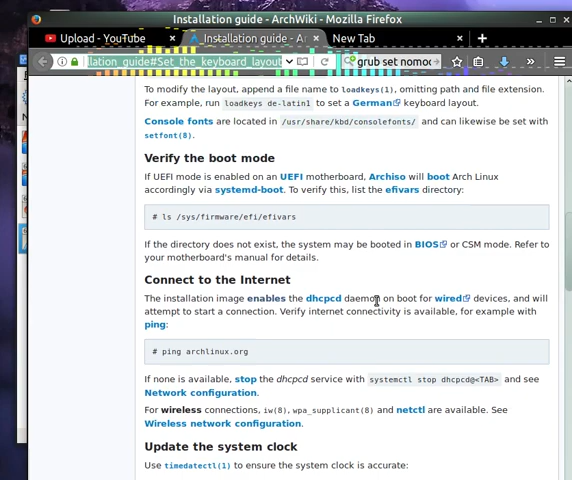 Installation guide - ArchWiki - Mozilla Firefox
Upload - YouTube
Installation guide - Ar
New Tab
lation_guide#Set_the_keyboard_layout
grub set nomoc
To modify the layout, append a file name to loadkeys(1), omitting path and file extension.
For example, run loadkeys de-latin1 to set a German keyboard layout.
Console fonts are located in /usr/share/kbd/consolefonts/ and can likewise be set with
setfont(8).
Verify the boot mode
If UEFI mode is enabled on an UEFI motherboard, Archiso will boot Arch Linux
accordingly via systemd-boot. To verify this, list the efivars directory:
# ls /sys/firmware/efi/efivars
If the directory does not exist, the system may be booted in BIOS or CSM mode. Refer to
your motherboard's manual for details.
Connect to the Internet
The installation image enables the dhcpcd daemon on boot for wired devices, and will
attempt to start a connection. Verify internet connectivity is available, for example with
ping:
# ping archlinux.org
If none is available, stop the dhcpcd service with systemctl stop dhcpcd@<TAB> and see
Network configuration.
For wireless connections, iw(8), wpa_supplicant(8) and netctl are available. See
Wireless network configuration.
Update the system clock
Use timedatectl(1) to ensure the system clock is accurate: